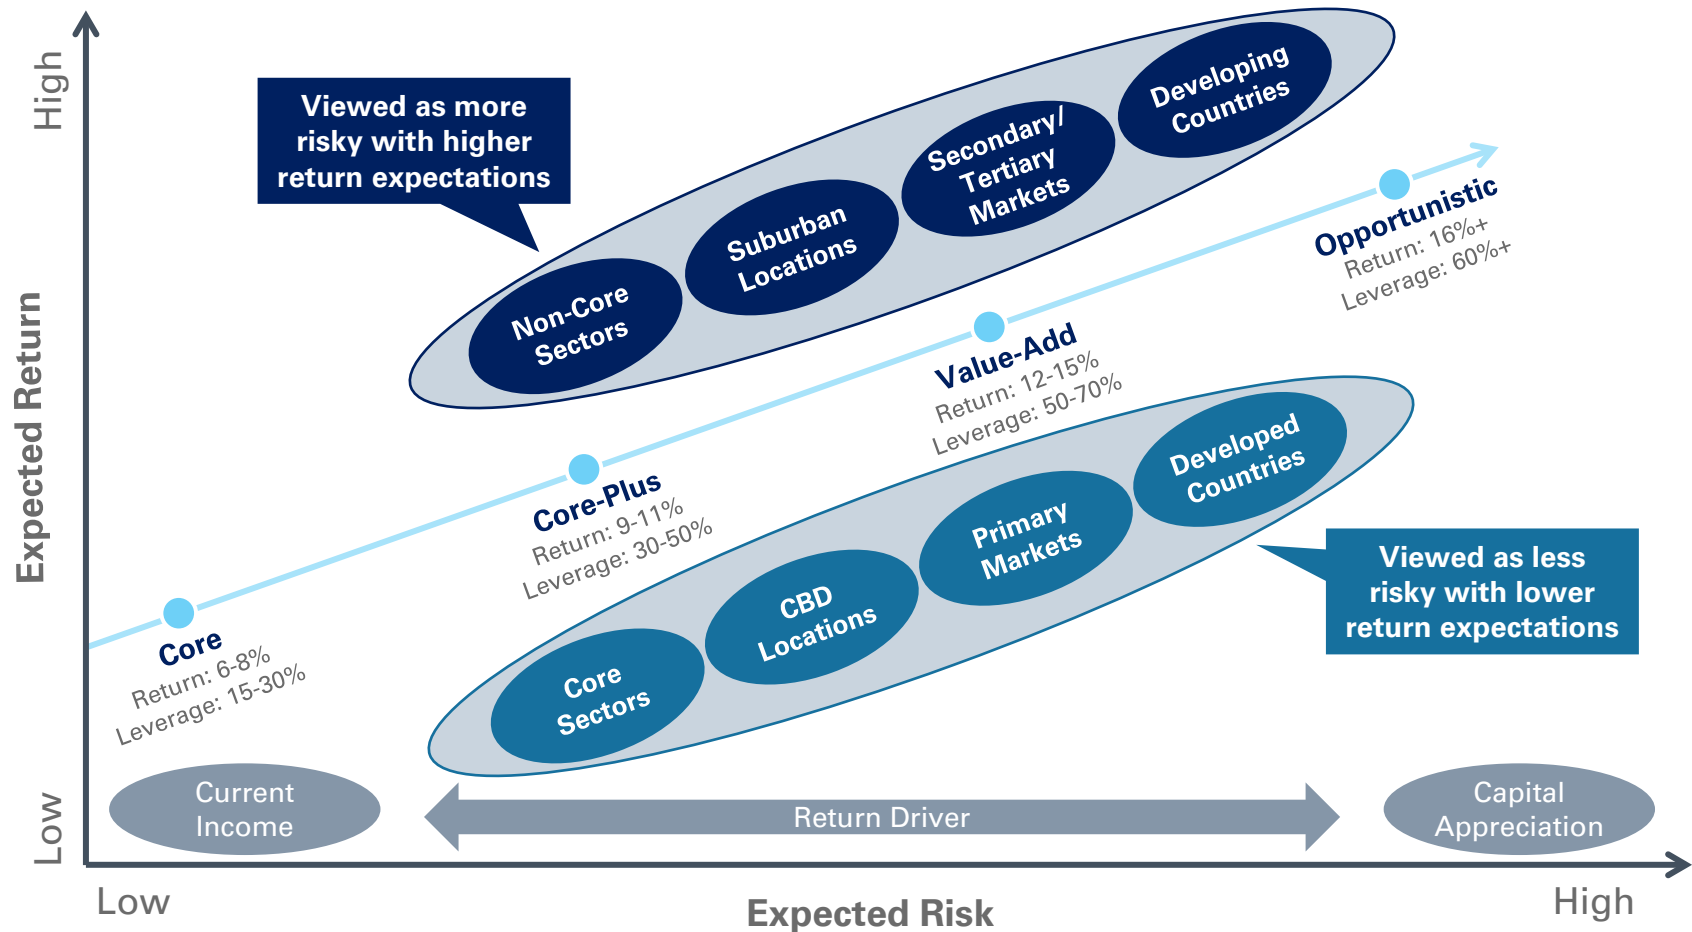 High
Viewed as more
risky with higher
return expectations
Developing
Countries
Secondary/
Tertiary
Markets
Suburban
Locations
Non-Core
Sectors
Opportunistic
Return: 16%+
Leverage: 60%+
Value-Add
Return: 12-15%
Leverage: 50-70%
Core-Plus
Return: 9-11%
Leverage: 30-50%
Core
Return: 6-8%
Leverage: 15-30%
Expected Return
Developed
Countries
Primary
Markets
CBD
Locations
Core
Sectors
Viewed as less
risky with lower
return expectations
Low
Current
Income
Return Driver
Capital
Appreciation
Low
Expected Risk
High